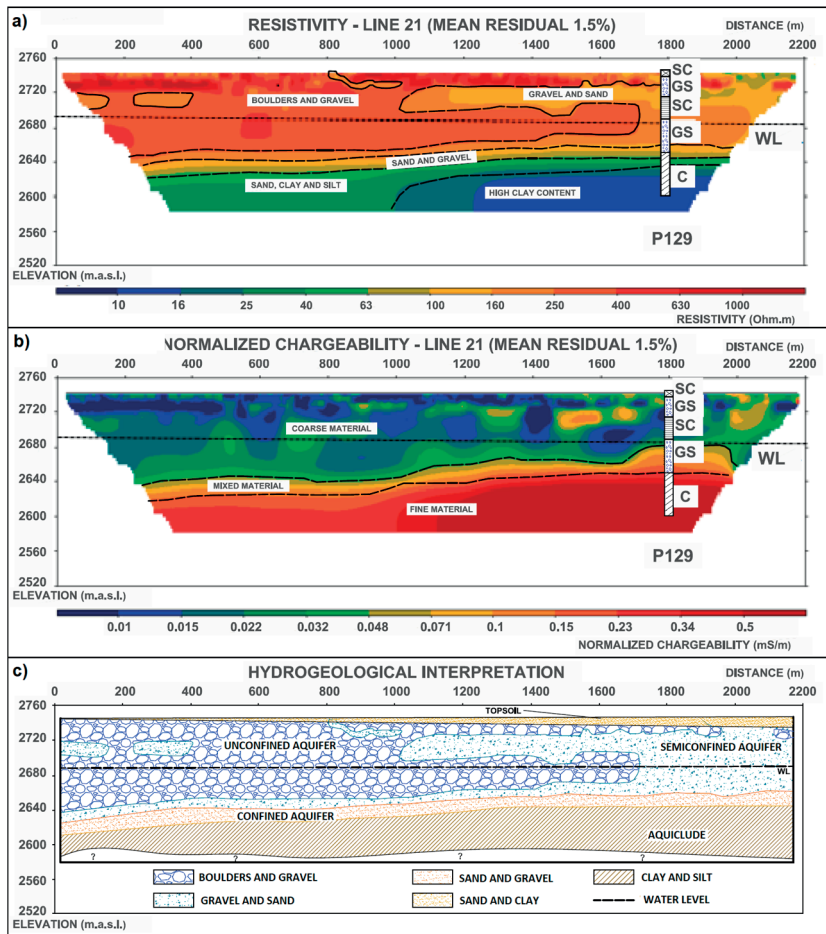 a)
RESISTIVITY - LINE 21 (MEAN RESIDUAL 1.5%)
DISTANCE (m)
0 200 400 600 800 1000 1200 1400 1600 1800 2000 2200
2760
2720
2680
2640
2600
2560
2520
SC
GS
SC
GS
C
BOULDERS AND GRAVEL
GRAVEL AND SAND
WL
SAND AND GRAVEL
SAND, CLAY AND SILT
HIGH CLAY CONTENT
P129
ELEVATION (m.a.s.l.)
10 16 25 40 63 100 160 250 400 630 1000
RESISTIVITY (Ohm.m)
b)
NORMALIZED CHARGEABILITY - LINE 21 (MEAN RESIDUAL 1.5%)
DISTANCE (m)
0 200 400 600 800 1000 1200 1400 1600 1800 2000 2200
2760
2720
2680
2640
2600
2560
2520
SC
GS
SC
GS
C
COARSE MATERIAL
WL
MIXED MATERIAL
FINE MATERIAL
P129
ELEVATION (m.a.s.l.)
0.01 0.015 0.022 0.032 0.048 0.071 0.1 0.15 0.23 0.34 0.5
NORMALIZED CHARGEABILITY (mS/m)
c)
HYDROGEOLOGICAL INTERPRETATION
DISTANCE (m)
0 200 400 600 800 1000 1200 1400 1600 1800 2000 2200
2760
2720
2680
2640
2600
2560
2520
TOPSOIL
UNCONFINED AQUIFER
SEMICONFINED AQUIFER
WL
CONFINED AQUIFER
AQUICLUDE
? ? ? ?
BOULDERS AND GRAVEL
SAND AND GRAVEL
CLAY AND SILT
GRAVEL AND SAND
SAND AND CLAY
WATER LEVEL
ELEVATION (m.a.s.l.)